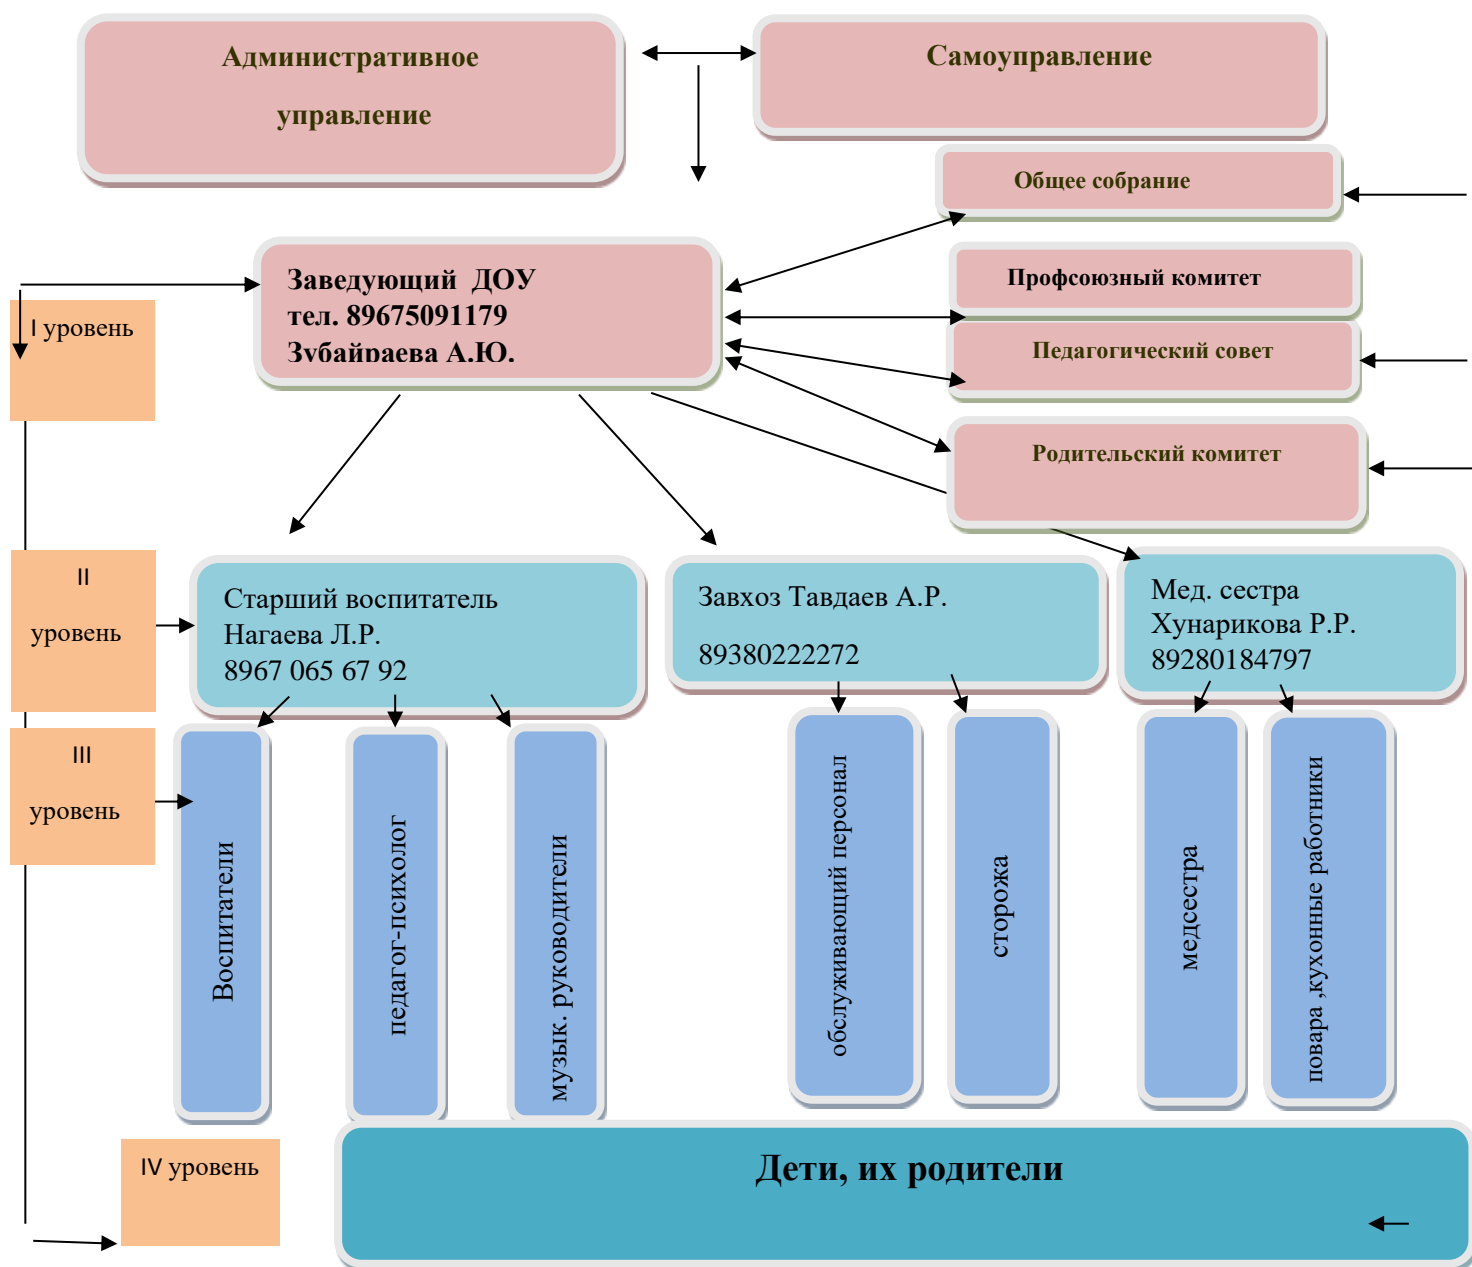 Административное
управление
Самоуправление
Общее собрание
Заведующий ДОУ
тел. 89675091179
Зубайраева А.Ю.
Профсоюзный комитет
Педагогический совет
Родительский комитет
I уровень
II
уровень
Старший воспитатель
Нагаева Л.Р.
8967 065 67 92
Завхоз Тавдаев А.Р.
89380222272
Мед. сестра
Хунарикова Р.Р.
89280184797
III
уровень
Воспитатели
педагог-психолог
музык. руководители
обслуживающий персонал
сторожа
медсестра
повара ,кухонные работники
IV уровень
Дети, их родители